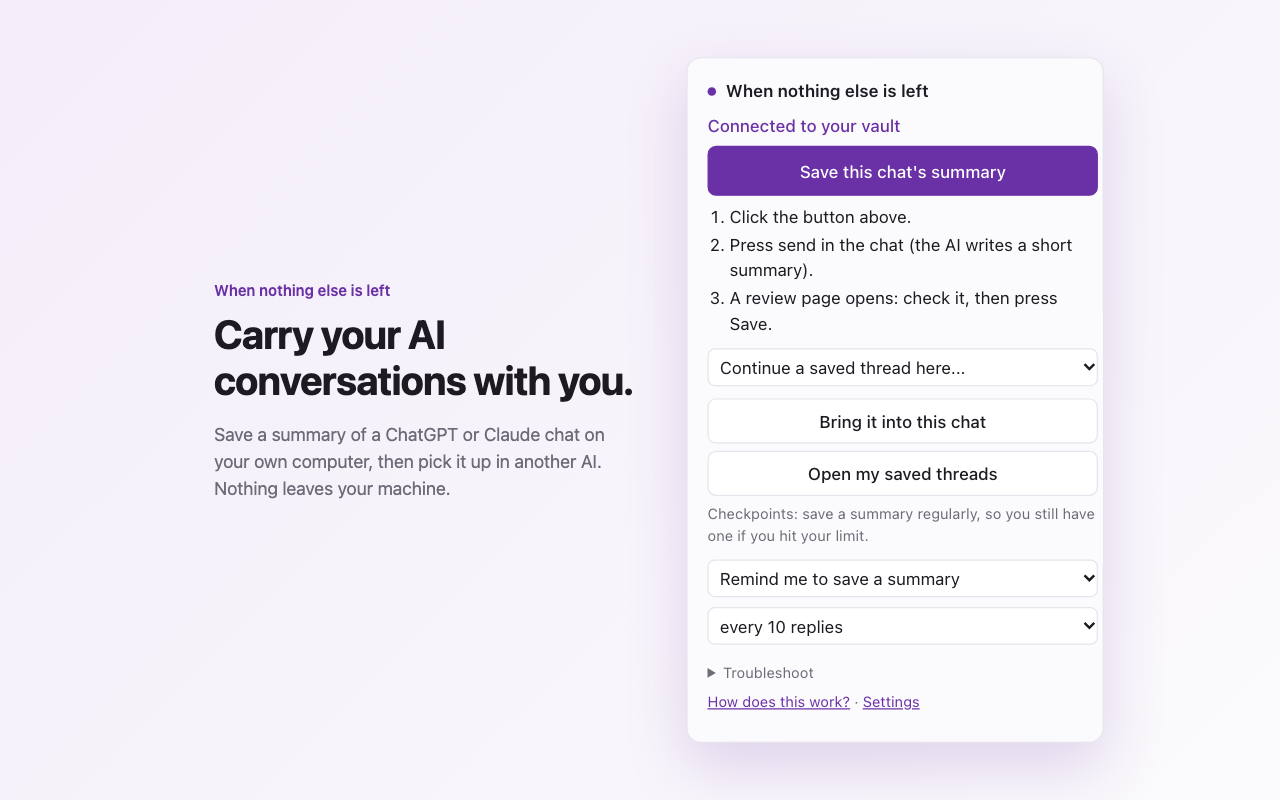 When nothing else is left
Carry your AI
conversations with you.
Save a summary of a ChatGPT or Claude chat on
your own computer, then pick it up in another AI.
Nothing leaves your machine.
When nothing else is left
Connected to your vault
Save this chat's summary
1. Click the button above.
2. Press send in the chat (the AI writes a short
summary).
3. A review page opens: check it, then press
Save.
Continue a saved thread here...
Bring it into this chat
Open my saved threads
Checkpoints: save a summary regularly, so you still have
one if you hit your limit.
Remind me to save a summary
every 10 replies
Troubleshoot
How does this work? · Settings